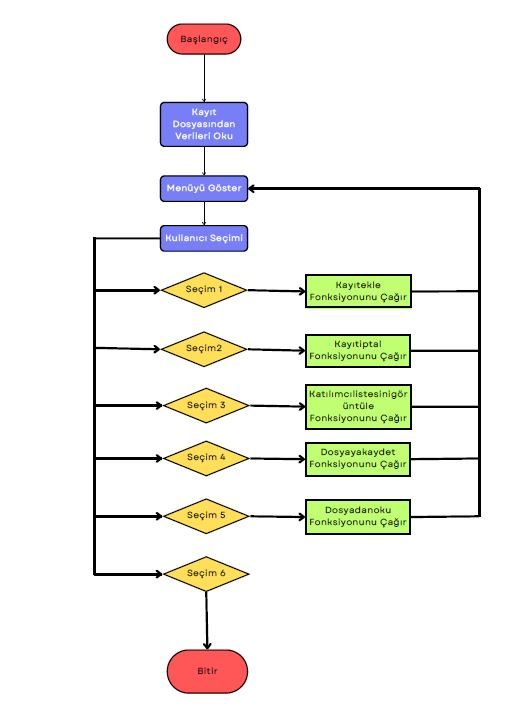 Başlangıç
Kayıt
Dosyasından
Verileri Oku
Menüyü Göster
Kullanıcı Seçimi
Seçim 1
Kayıtekle
Fonksiyonunu Çağır
Seçim2
Kayıtiptal
Fonksiyonunu Çağır
Seçim 3
Katılımcılistesinigör
üntüle
Fonksiyonunu Çağır
Seçim 4
Dosyayakaydet
Fonksiyonunu Çağır
Seçim 5
Dosyadanoku
Fonksiyonunu Çağır
Seçim 6
Bitir